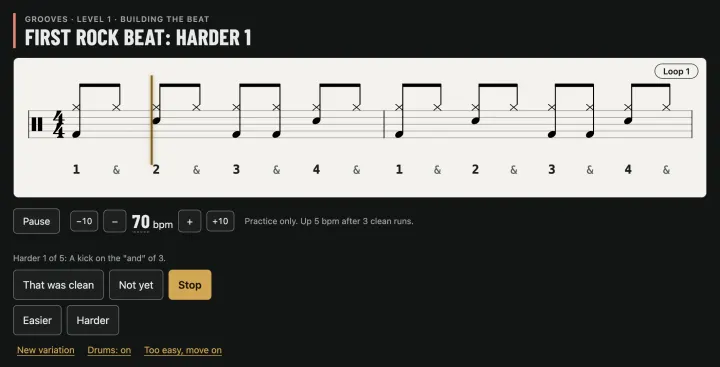 GROOVES · LEVEL 1 · BUILDING THE BEAT
FIRST ROCK BEAT: HARDER 1
Loop 1
4
4
1 & 2 & 3 & 4 & 1 & 2 & 3 & 4 &
Pause −10 − 70 bpm + +10 Practice only. Up 5 bpm after 3 clean runs.
Harder 1 of 5: A kick on the "and" of 3.
That was clean Not yet Stop
Easier Harder
New variation Drums: on Too easy, move on